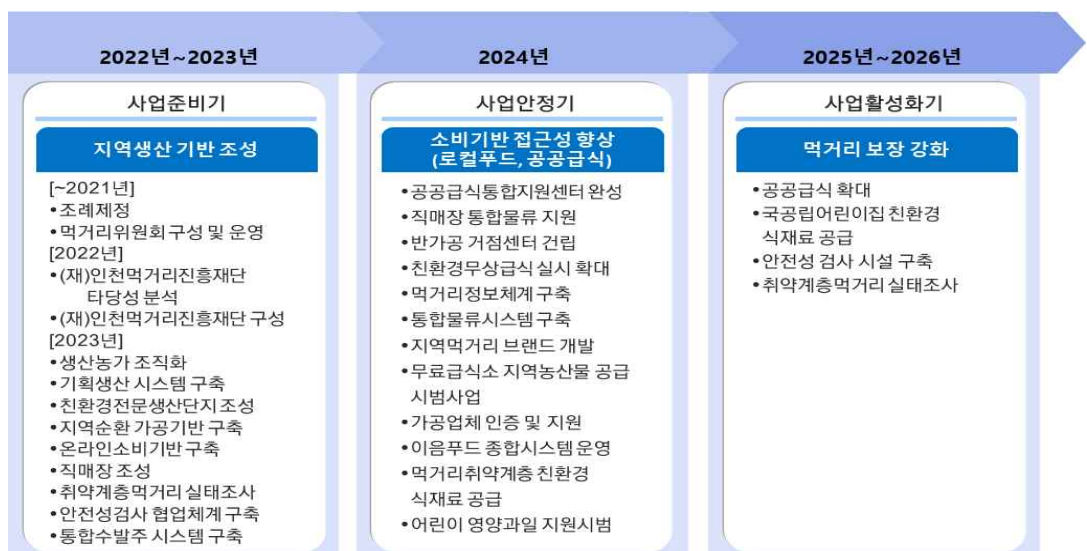 2022년~2023년
사업준비기
지역생산 기반 조성
[~2021년]
•조례제정
•먹거리위원회 구성 및 운영
[2022년]
•(재)인천먹거리진흥재단
타당성 분석
•(재)인천먹거리진흥재단 구성
[2023년]
•생산농가 조직화
•기획생산 시스템 구축
•친환경전문생산단지 조성
•지역순환 가공기반 구축
•온라인소비기반 구축
•직매장 조성
•취약계층먹거리 실태조사
•안전성검사 협업체계 구축
•통합수발주 시스템 구축
2024년
사업안정기
소비기반 접근성 향상
(로컬푸드, 공공급식)
•공공급식통합지원센터 완성
•직매장 통합물류 지원
•반가공 거점센터 건립
•친환경무상급식 실시 확대
•먹거리정보체계 구축
•통합물류시스템 구축
•지역먹거리 브랜드 개발
•무료급식소 지역농산물 공급
시범사업
•가공업체 인증 및 지원
•이음푸드 종합시스템 운영
•먹거리취약계층 친환경
식재료 공급
•어린이 영양과일 지원시범
2025년~2026년
사업활성화기
먹거리 보장 강화
•공공급식 확대
•국공립어린이집 친환경
식재료 공급
•안전성 검사 시설 구축
•취약계층먹거리 실태조사